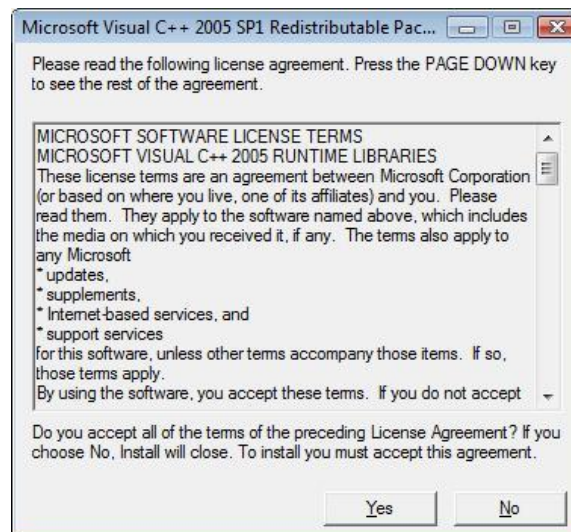 Microsoft Visual C++ 2005 SP1 Redistributable Pac...
Please read the following license agreement. Press the PAGE DOWN key
to see the rest of the agreement.
MICROSOFT SOFTWARE LICENSE TERMS
MICROSOFT VISUAL C++ 2005 RUNTIME LIBRARIES
These license terms are an agreement between Microsoft Corporation
(or based on where you live, one of its affiliates) and you.  Please
read them.  They apply to the software named above, which includes
the media on which you received it, if any.  The terms also apply to
any Microsoft
* updates,
* supplements,
* Internet-based services, and
* support services
for this software, unless other terms accompany those items.  If so,
those terms apply.
By using the software, you accept these terms.  If you do not accept
Do you accept all of the terms of the preceding License Agreement? If you
choose No, Install will close. To install you must accept this agreement.
Yes
No